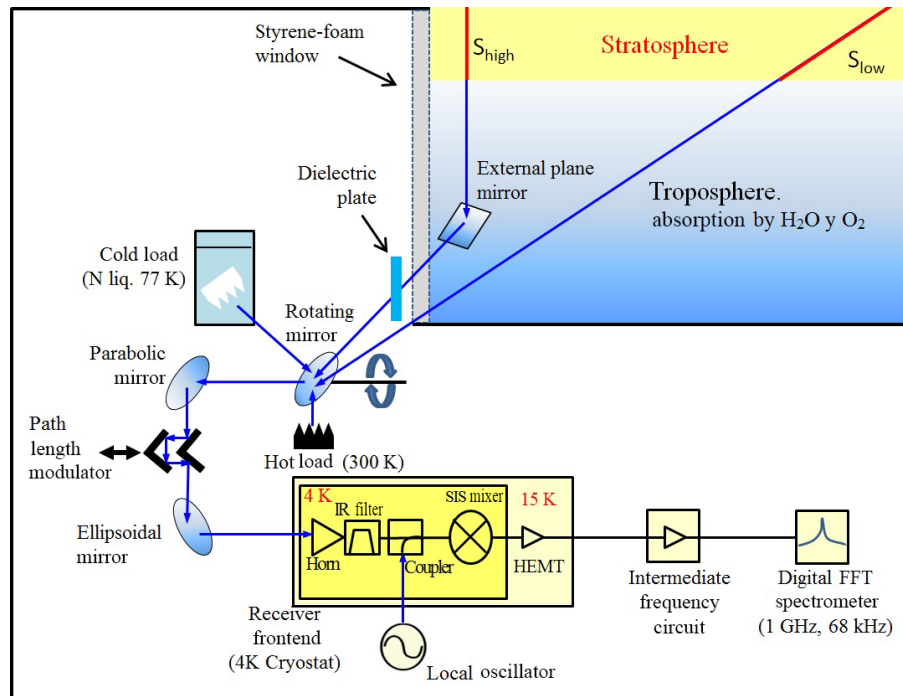 Styrene-foam
window
S_high
Stratosphere
S_low
External plane
mirror
Dielectric
plate
Troposphere.
absorption by H₂O y O₂
Cold load
(N liq. 77 K)
Rotating
mirror
Parabolic
mirror
Path
length
modulator
Hot load (300 K)
Ellipsoidal
mirror
4 K
IR filter
SIS mixer
15 K
Horn
Coupler
HEMT
Receiver
frontend
(4K Cryostat)
Local oscillator
Intermediate
frequency
circuit
Digital FFT
spectrometer
(1 GHz, 68 kHz)